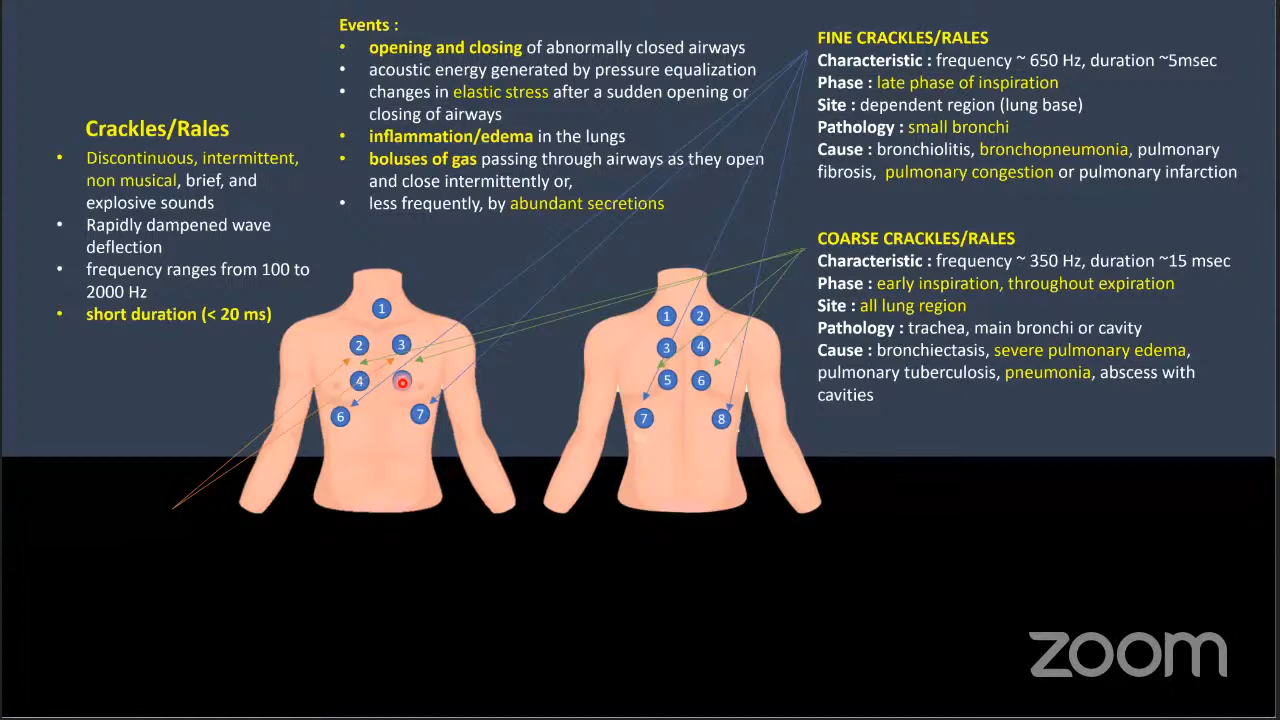 Crackles/Rales
• Discontinuous, intermittent,
non musical, brief, and
explosive sounds
• Rapidly dampened wave
deflection
• frequency ranges from 100 to
2000 Hz
• short duration (< 20 ms)
Events :
• opening and closing of abnormally closed airways
• acoustic energy generated by pressure equalization
• changes in elastic stress after a sudden opening or
closing of airways
• inflammation/edema in the lungs
• boluses of gas passing through airways as they open
and close intermittently or,
• less frequently, by abundant secretions
FINE CRACKLES/RALES
Characteristic : frequency ~ 650 Hz, duration ~5msec
Phase : late phase of inspiration
Site : dependent region (lung base)
Pathology : small bronchi
Cause : bronchiolitis, bronchopneumonia, pulmonary
fibrosis, pulmonary congestion or pulmonary infarction
COARSE CRACKLES/RALES
Characteristic : frequency ~ 350 Hz, duration ~15 msec
Phase : early inspiration, throughout expiration
Site : all lung region
Pathology : trachea, main bronchi or cavity
Cause : bronchiectasis, severe pulmonary edema,
pulmonary tuberculosis, pneumonia, abscess with
cavities
1
2 3
4
6 7
1 2
3 4
5 6
7 8
zoom